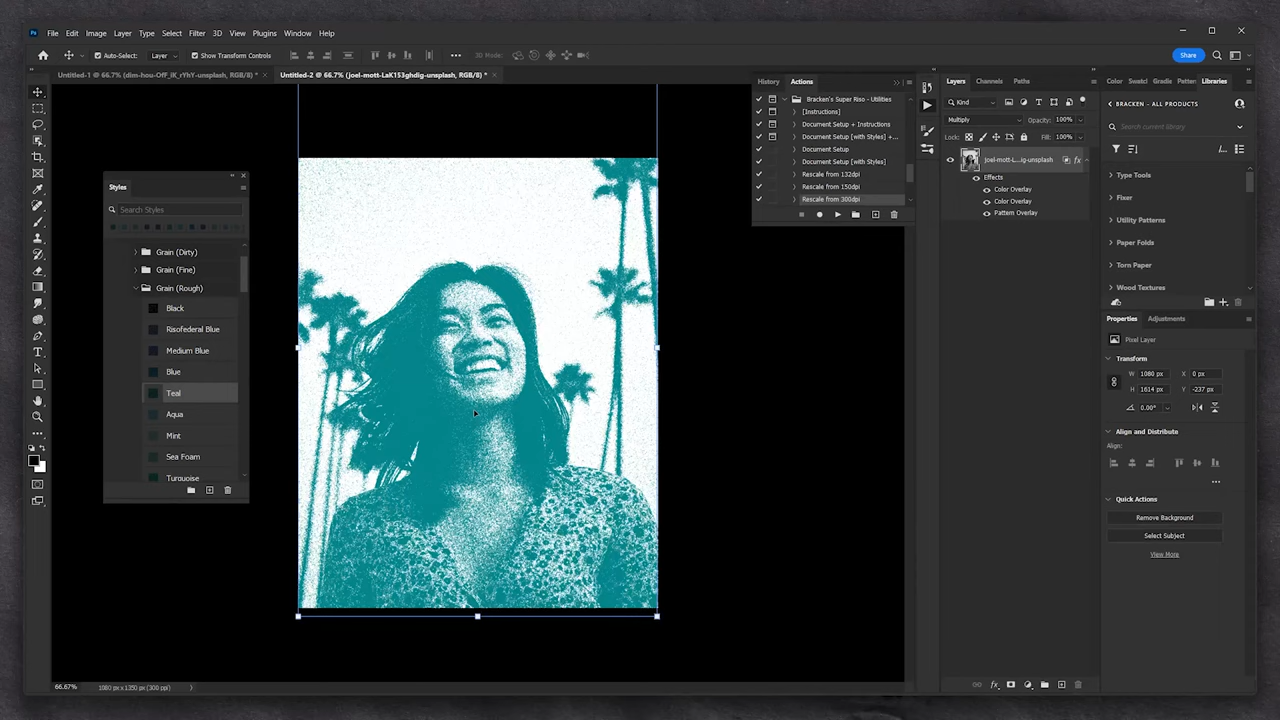 File Edit Image Layer Type Select Filter 3D View Plugins Window Help
Auto-Select: Layer Show Transform Controls 3D Mode: Share
Untitled-1 @ 66.7% (dim-hou-OfF_IK_rYhY-unsplash, RGB/8) * Untitled-2 @ 66.7% (joel-mott-LaK153ghdig-unsplash, RGB/8) *
Styles
Search Styles
Grain (Dirty)
Grain (Fine)
Grain (Rough)
Black
Risofederal Blue
Medium Blue
Blue
Teal
Aqua
Mint
Sea Foam
Turquoise
History Actions
Bracken's Super Riso - Utilities
[Instructions]
Document Setup + Instructions
Document Setup [with Styles] +...
Document Setup
Document Setup [with Styles]
Rescale from 132dpi
Rescale from 150dpi
Rescale from 300dpi
Layers Channels Paths
Kind
Multiply Opacity: 100%
Lock: Fill: 100%
joel-mott-L...ig-unsplash fx
Effects
Color Overlay
Color Overlay
Pattern Overlay
Color Swatc Gradie Patter Libraries
BRACKEN - ALL PRODUCTS
Search current library
Type Tools
Fixer
Utility Patterns
Paper Folds
Torn Paper
Wood Textures
Properties Adjustments
Pixel Layer
Transform
W 1080 px X 0 px
H 1614 px Y -237 px
0.00°
Align and Distribute
Align:
Quick Actions
Remove Background
Select Subject
View More
66.67% 1080 px x 1350 px (300 ppi)